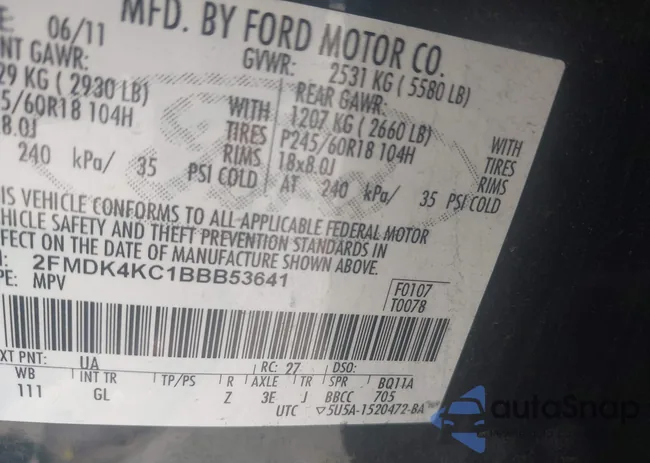 E: 06/11 MFD. BY FORD MOTOR CO.
NT GAWR: GVWR: 2531 KG ( 5580 LB)
29 KG ( 2930 LB) REAR GAWR:
5/60R18 104H WITH 1207 KG ( 2660 LB)
8.0J TIRES P245/60R18 104H WITH
RIMS 18x8.0J TIRES
240 kPa/ 35 PSI COLD AT 240 kPa/ 35 PSI COLD RIMS
IS VEHICLE CONFORMS TO ALL APPLICABLE FEDERAL MOTOR
EHICLE SAFETY AND THEFT PREVENTION STANDARDS IN
FFECT ON THE DATE OF MANUFACTURE SHOWN ABOVE.
2FMDK4KC1BBB53641
PE: MPV F0107
T0078
XT PNT: UA RC: 27 DSO:
WB INT TR TP/PS R AXLE TR SPR BQ11A
111 GL Z 3E J BBCC 705
UTC ▽5U5A-1520472-BA
autoSnap